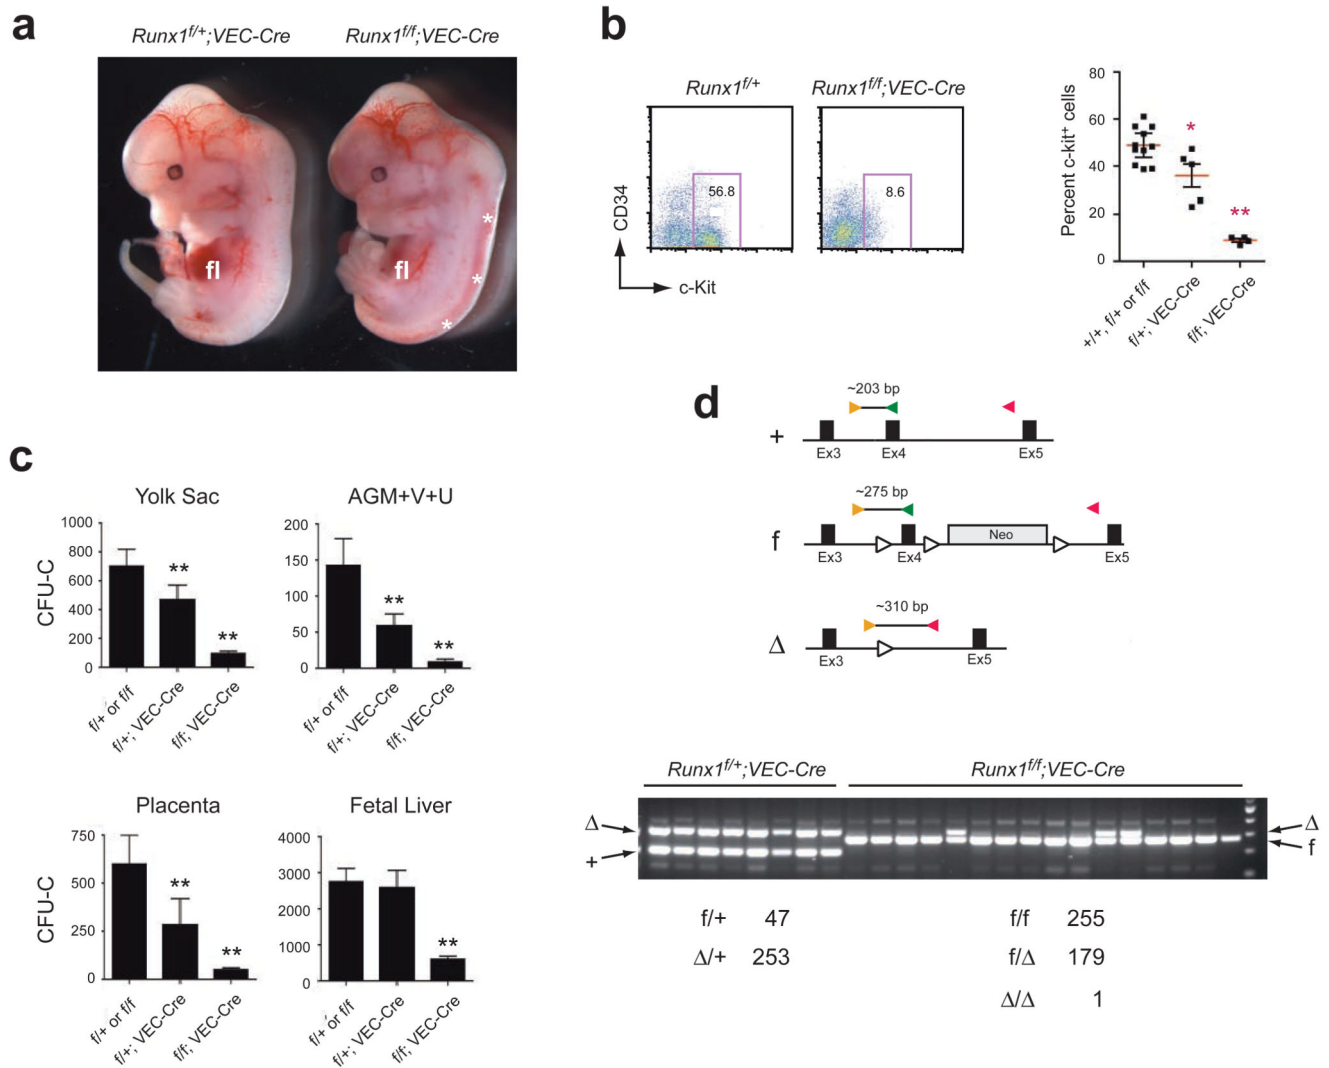 a
Runx1f/+;VEC-Cre Runx1f/f;VEC-Cre
fl fl
*
*
*
b
Runx1f/+ Runx1f/f;VEC-Cre
56.8 8.6
CD34
c-Kit
Percent c-kit+ cells
80
60
40
20
0
*
**
+/+, f/+ or f/f
f/+; VEC-Cre
f/f; VEC-Cre
c
Yolk Sac
CFU-C
1000
800
600
400
200
0
**
**
f/+ or f/f
f/+; VEC-Cre
f/f; VEC-Cre
AGM+V+U
200
150
100
50
0
**
**
f/+ or f/f
f/+; VEC-Cre
f/f; VEC-Cre
Placenta
CFU-C
750
500
250
0
**
**
f/+ or f/f
f/+; VEC-Cre
f/f; VEC-Cre
Fetal Liver
4000
3000
2000
1000
0
**
f/+ or f/f
f/+; VEC-Cre
f/f; VEC-Cre
d
~203 bp
+
Ex3 Ex4 Ex5
~275 bp
f
Neo
Ex3 Ex4 Ex5
~310 bp
Δ
Ex3 Ex5
Runx1f/+;VEC-Cre Runx1f/f;VEC-Cre
Δ Δ
+ f
f/+ 47 f/f 255
Δ/+ 253 f/Δ 179
Δ/Δ 1